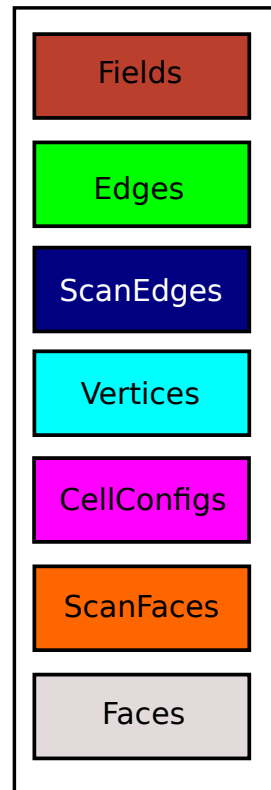 Fields
Edges
ScanEdges
Vertices
CellConfigs
ScanFaces
Faces